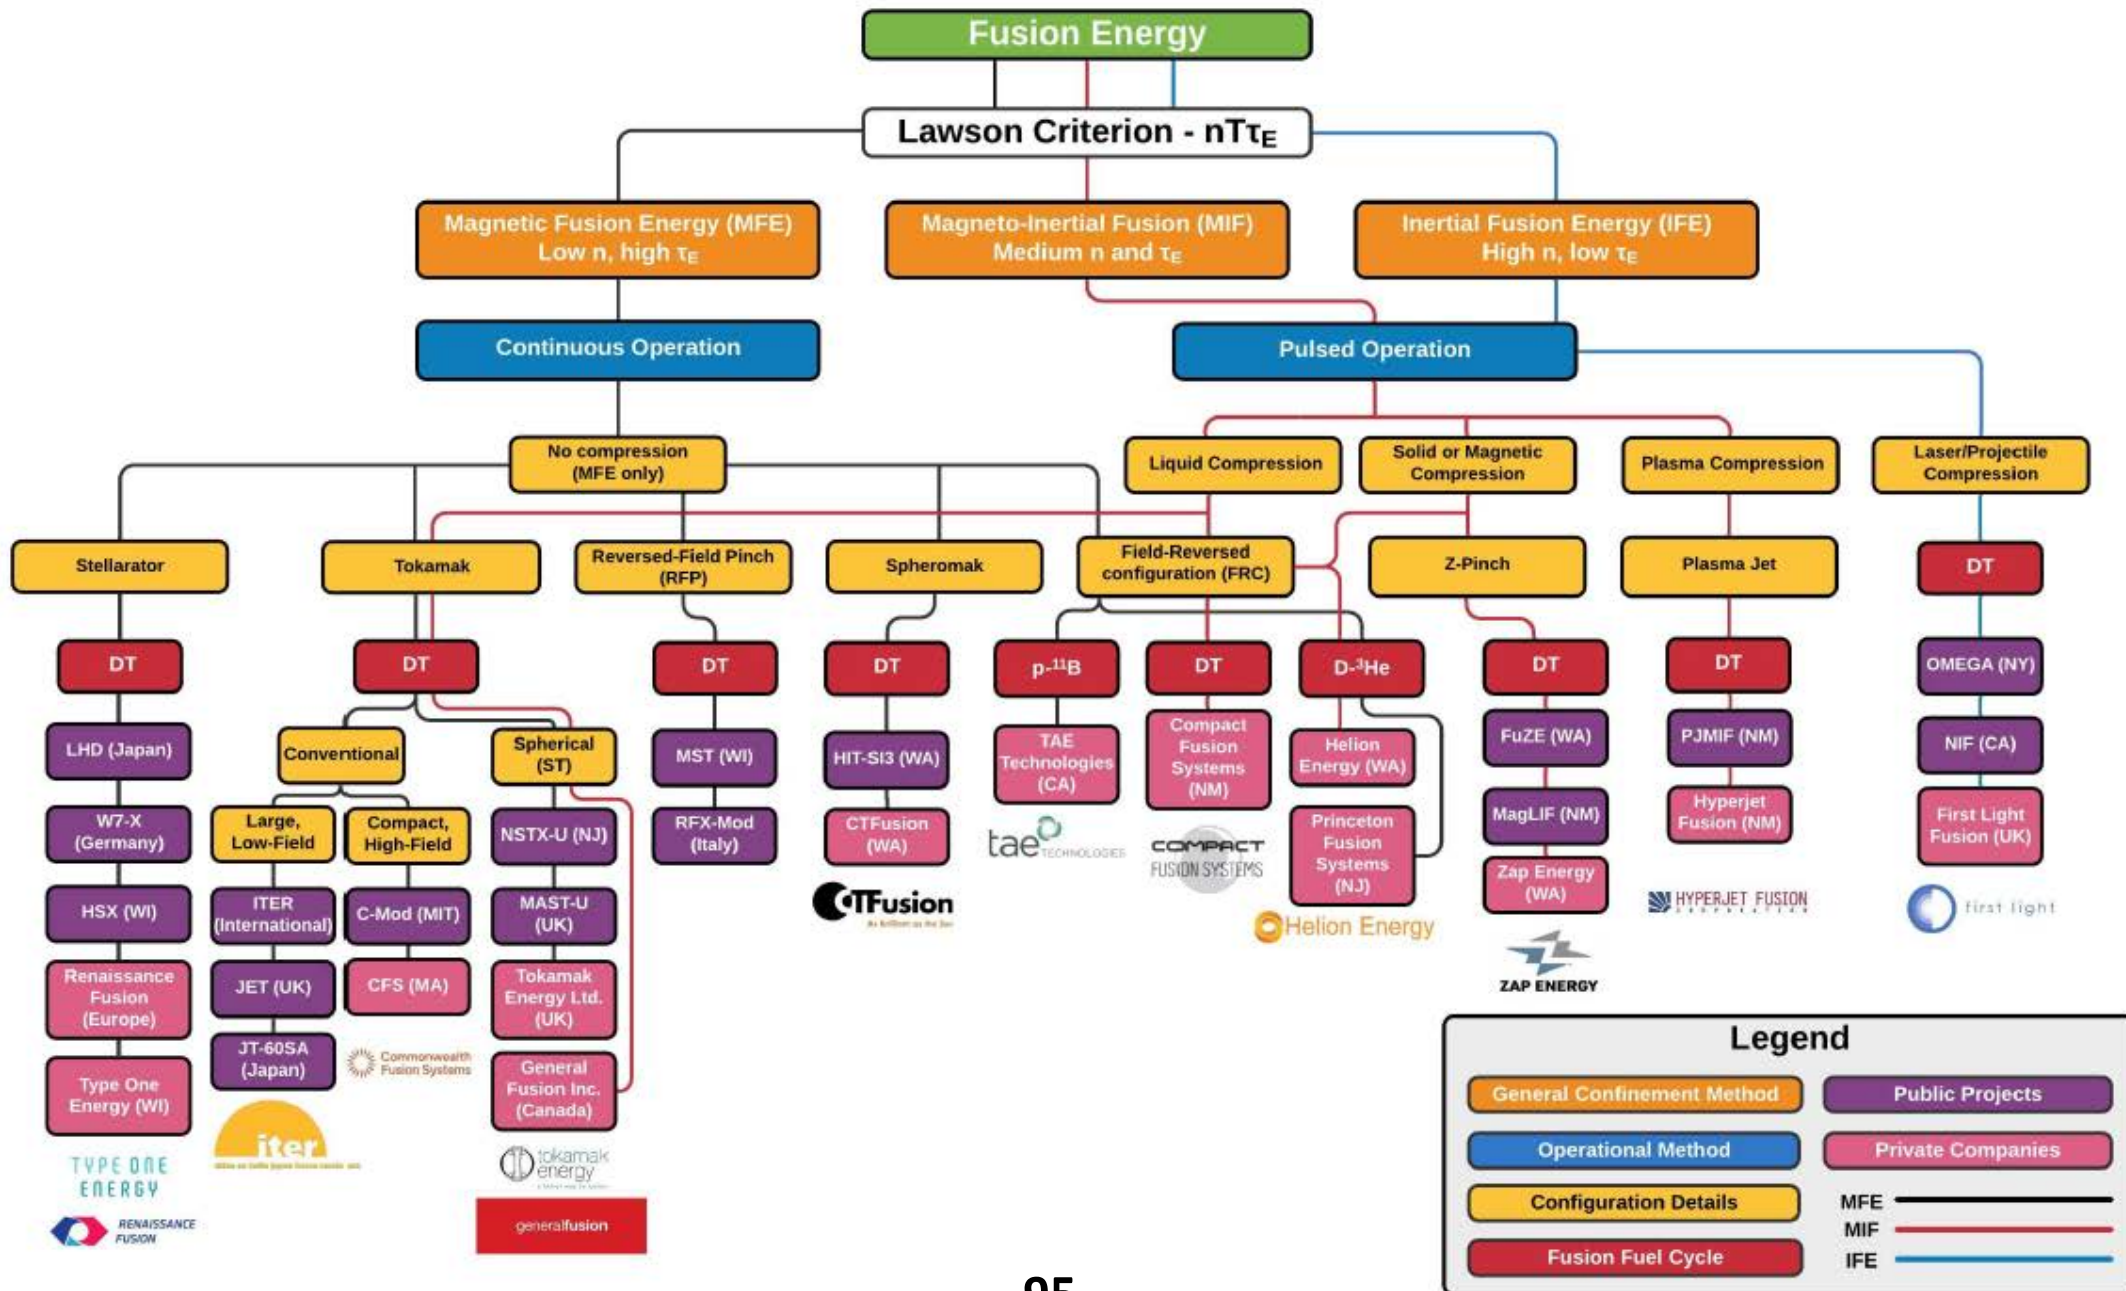 Fusion Energy
Lawson Criterion - nTτE
Magnetic Fusion Energy (MFE)
Low n, high τE
Magneto-Inertial Fusion (MIF)
Medium n and τE
Inertial Fusion Energy (IFE)
High n, low τE
Continuous Operation
Pulsed Operation
No compression
(MFE only)
Liquid Compression
Solid or Magnetic
Compression
Plasma Compression
Laser/Projectile
Compression
Stellarator
Tokamak
Reversed-Field Pinch
(RFP)
Spheromak
Field-Reversed
configuration (FRC)
Z-Pinch
Plasma Jet
DT
DT
DT
DT
DT
p-¹¹B
DT
D-³He
DT
DT
LHD (Japan)
W7-X
(Germany)
HSX (WI)
Renaissance
Fusion
(Europe)
Type One
Energy (WI)
TYPE ONE
ENERGY
RENAISSANCE
FUSION
Conventional
Large,
Low-Field
ITER
(International)
JET (UK)
JT-60SA
(Japan)
iter
Compact,
High-Field
C-Mod (MIT)
CFS (MA)
Commonwealth
Fusion Systems
Spherical
(ST)
NSTX-U (NJ)
MAST-U
(UK)
Tokamak
Energy Ltd.
(UK)
General
Fusion Inc.
(Canada)
tokamak
energy
generalfusion
MST (WI)
RFX-Mod
(Italy)
HIT-SI3 (WA)
CTFusion
(WA)
CTFusion
TAE
Technologies
(CA)
tae TECHNOLOGIES
Compact
Fusion
Systems
(NM)
COMPACT
FUSION SYSTEMS
Helion
Energy (WA)
Princeton
Fusion
Systems
(NJ)
Helion Energy
FuZE (WA)
MagLIF (NM)
Zap Energy
(WA)
ZAP ENERGY
PJMIF (NM)
Hyperjet
Fusion (NM)
HYPERJET FUSION
CORPORATION
OMEGA (NY)
NIF (CA)
First Light
Fusion (UK)
first light
Legend
General Confinement Method
Public Projects
Operational Method
Private Companies
Configuration Details
Fusion Fuel Cycle
MFE
MIF
IFE